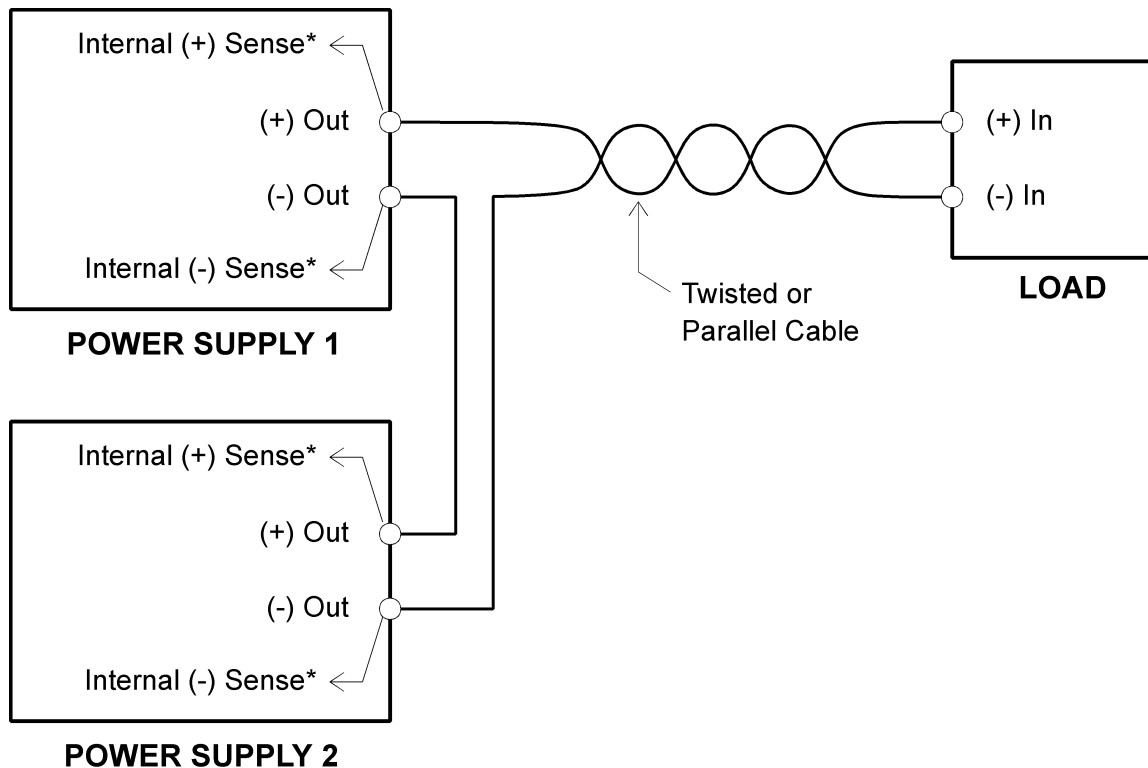 Internal (+) Sense*
(+) Out
(-) Out
Internal (-) Sense*
POWER SUPPLY 1
(+) In
(-) In
LOAD
Twisted or
Parallel Cable
Internal (+) Sense*
(+) Out
(-) Out
Internal (-) Sense*
POWER SUPPLY 2